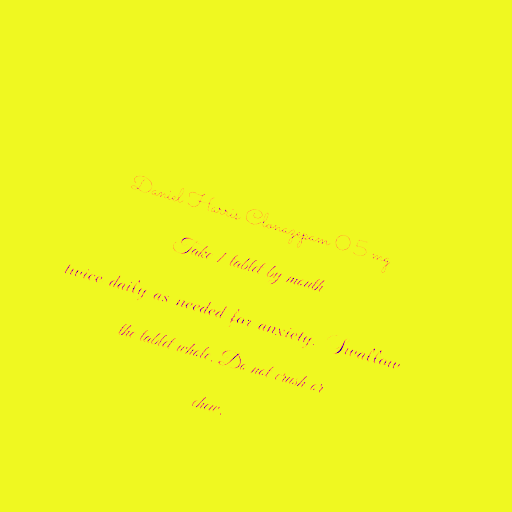 Daniel Harris Clonazepam 0.5 mg
Take 1 tablet by mouth
twice daily as needed for anxiety. Swallow
the tablet whole. Do not crush or
chew.